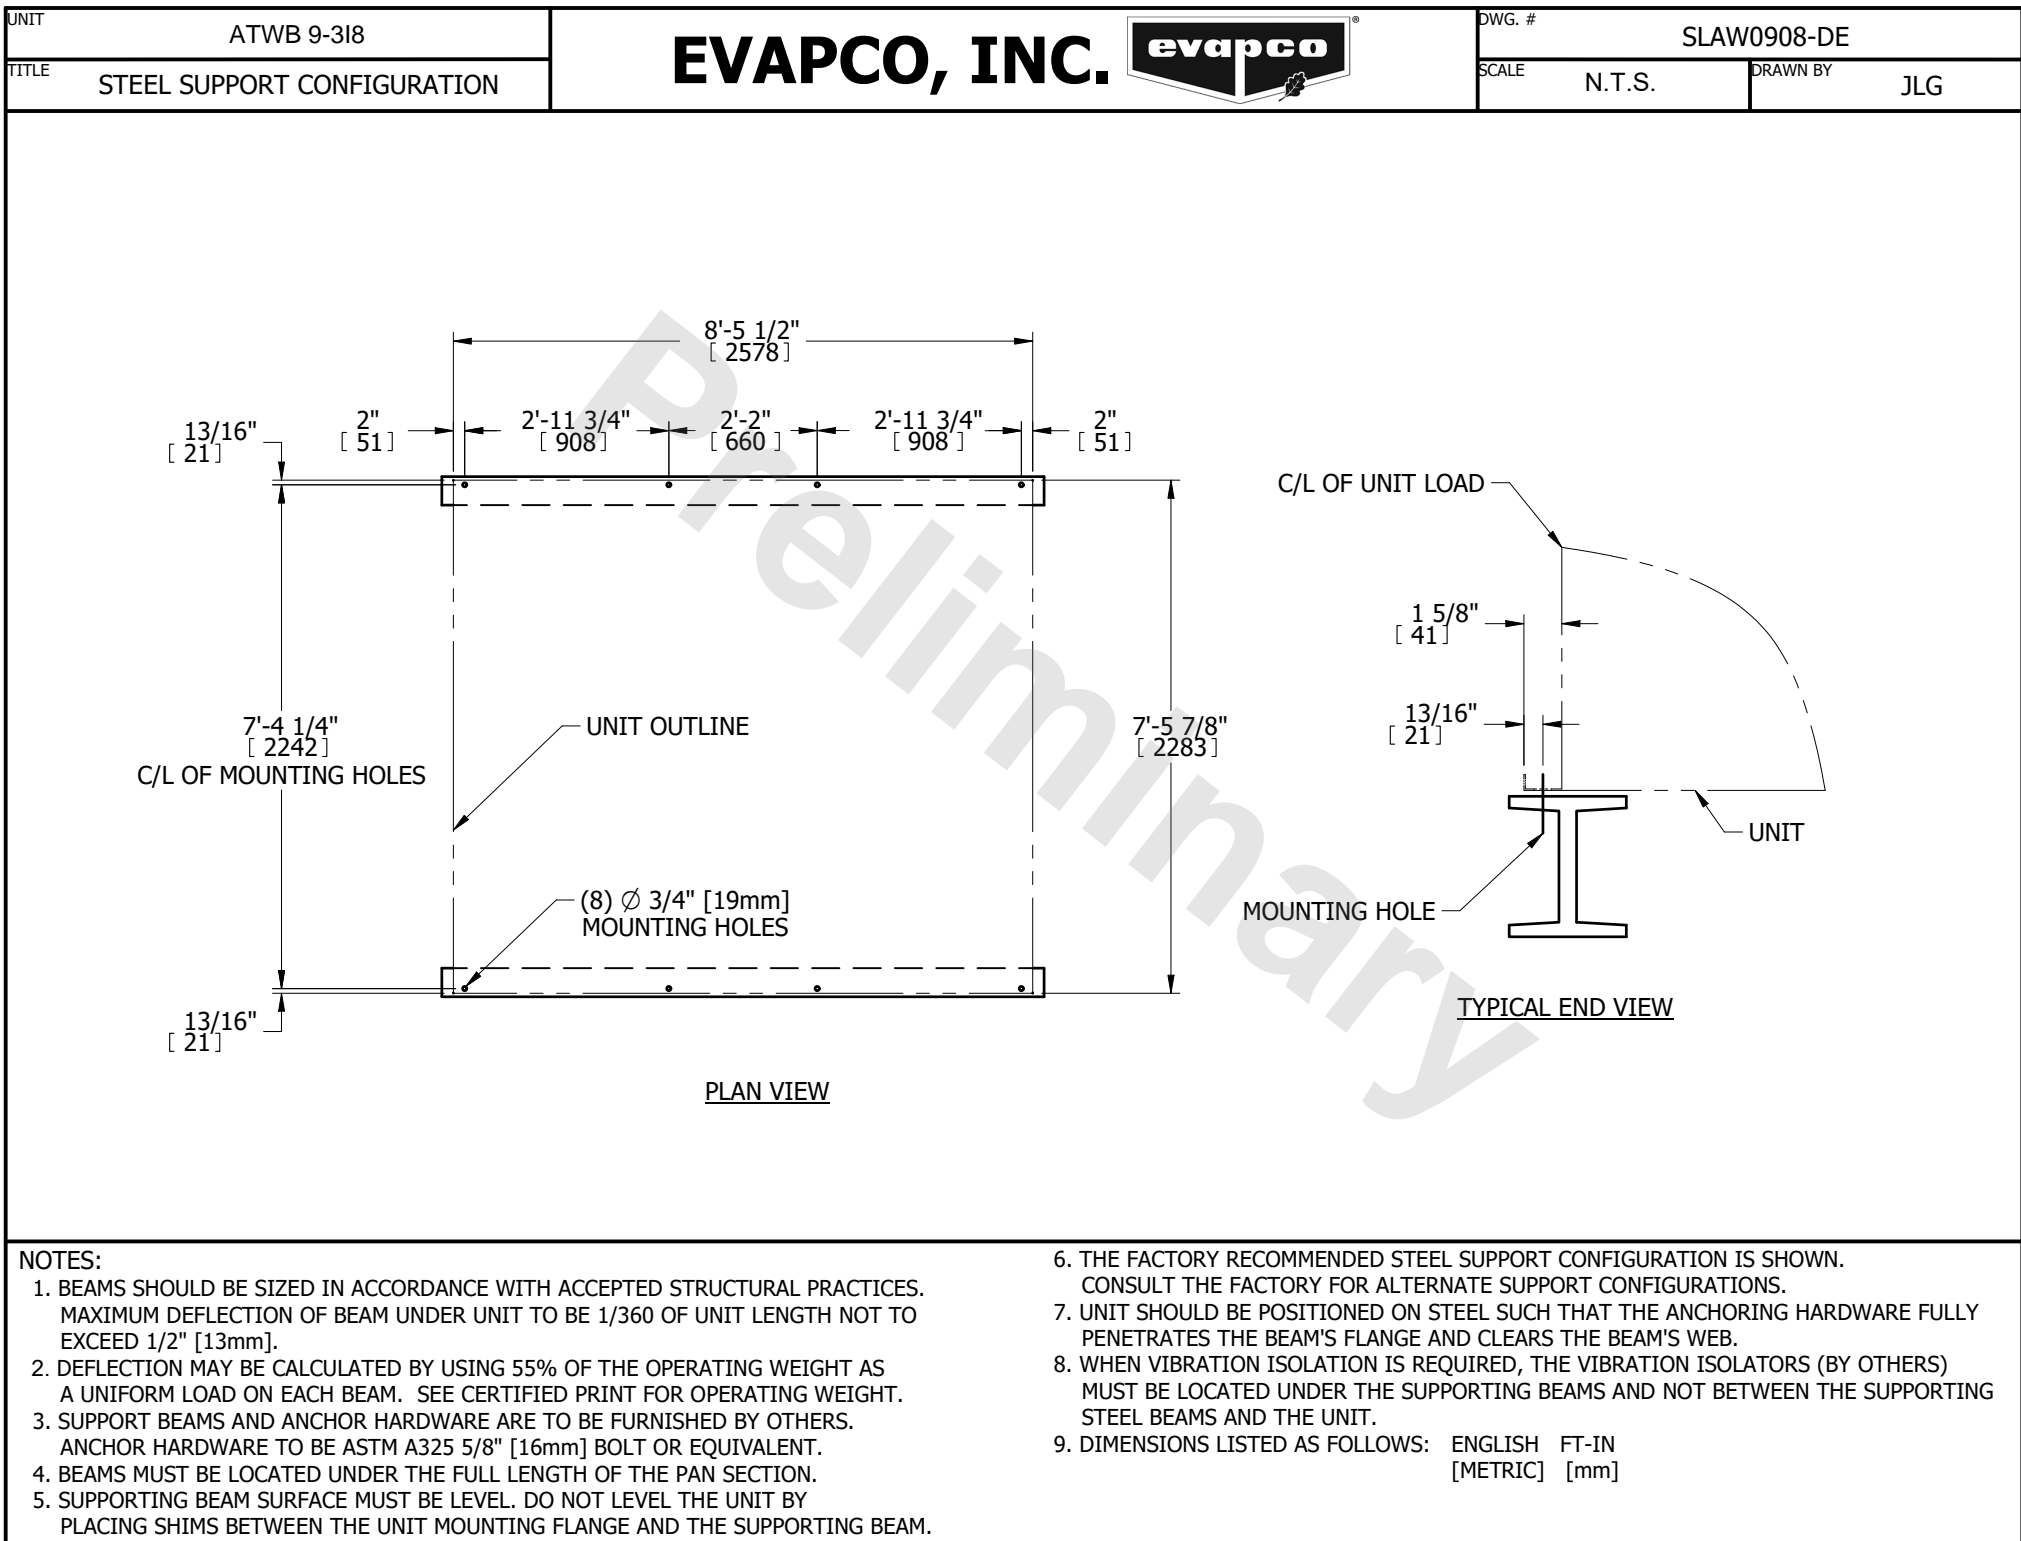 UNIT
ATWB 9-3I8
TITLE
STEEL SUPPORT CONFIGURATION
EVAPCO, INC.
evapco
®
DWG. #
SLAW0908-DE
SCALE
N.T.S.
DRAWN BY
JLG
8'-5 1/2"
[ 2578 ]
13/16"
[ 21 ]
2"
[ 51 ]
2'-11 3/4"
[ 908 ]
2'-2"
[ 660 ]
2'-11 3/4"
[ 908 ]
2"
[ 51 ]
7'-4 1/4"
[ 2242 ]
C/L OF MOUNTING HOLES
UNIT OUTLINE
7'-5 7/8"
[ 2283 ]
(8) ∅ 3/4" [19mm]
MOUNTING HOLES
13/16"
[ 21 ]
PLAN VIEW
C/L OF UNIT LOAD
1 5/8"
[ 41 ]
13/16"
[ 21 ]
UNIT
MOUNTING HOLE
TYPICAL END VIEW
Preliminary
NOTES:
1. BEAMS SHOULD BE SIZED IN ACCORDANCE WITH ACCEPTED STRUCTURAL PRACTICES.
MAXIMUM DEFLECTION OF BEAM UNDER UNIT TO BE 1/360 OF UNIT LENGTH NOT TO
EXCEED 1/2" [13mm].
2. DEFLECTION MAY BE CALCULATED BY USING 55% OF THE OPERATING WEIGHT AS
A UNIFORM LOAD ON EACH BEAM. SEE CERTIFIED PRINT FOR OPERATING WEIGHT.
3. SUPPORT BEAMS AND ANCHOR HARDWARE ARE TO BE FURNISHED BY OTHERS.
ANCHOR HARDWARE TO BE ASTM A325 5/8" [16mm] BOLT OR EQUIVALENT.
4. BEAMS MUST BE LOCATED UNDER THE FULL LENGTH OF THE PAN SECTION.
5. SUPPORTING BEAM SURFACE MUST BE LEVEL. DO NOT LEVEL THE UNIT BY
PLACING SHIMS BETWEEN THE UNIT MOUNTING FLANGE AND THE SUPPORTING BEAM.
6. THE FACTORY RECOMMENDED STEEL SUPPORT CONFIGURATION IS SHOWN.
CONSULT THE FACTORY FOR ALTERNATE SUPPORT CONFIGURATIONS.
7. UNIT SHOULD BE POSITIONED ON STEEL SUCH THAT THE ANCHORING HARDWARE FULLY
PENETRATES THE BEAM'S FLANGE AND CLEARS THE BEAM'S WEB.
8. WHEN VIBRATION ISOLATION IS REQUIRED, THE VIBRATION ISOLATORS (BY OTHERS)
MUST BE LOCATED UNDER THE SUPPORTING BEAMS AND NOT BETWEEN THE SUPPORTING
STEEL BEAMS AND THE UNIT.
9. DIMENSIONS LISTED AS FOLLOWS: ENGLISH FT-IN
[METRIC] [mm]